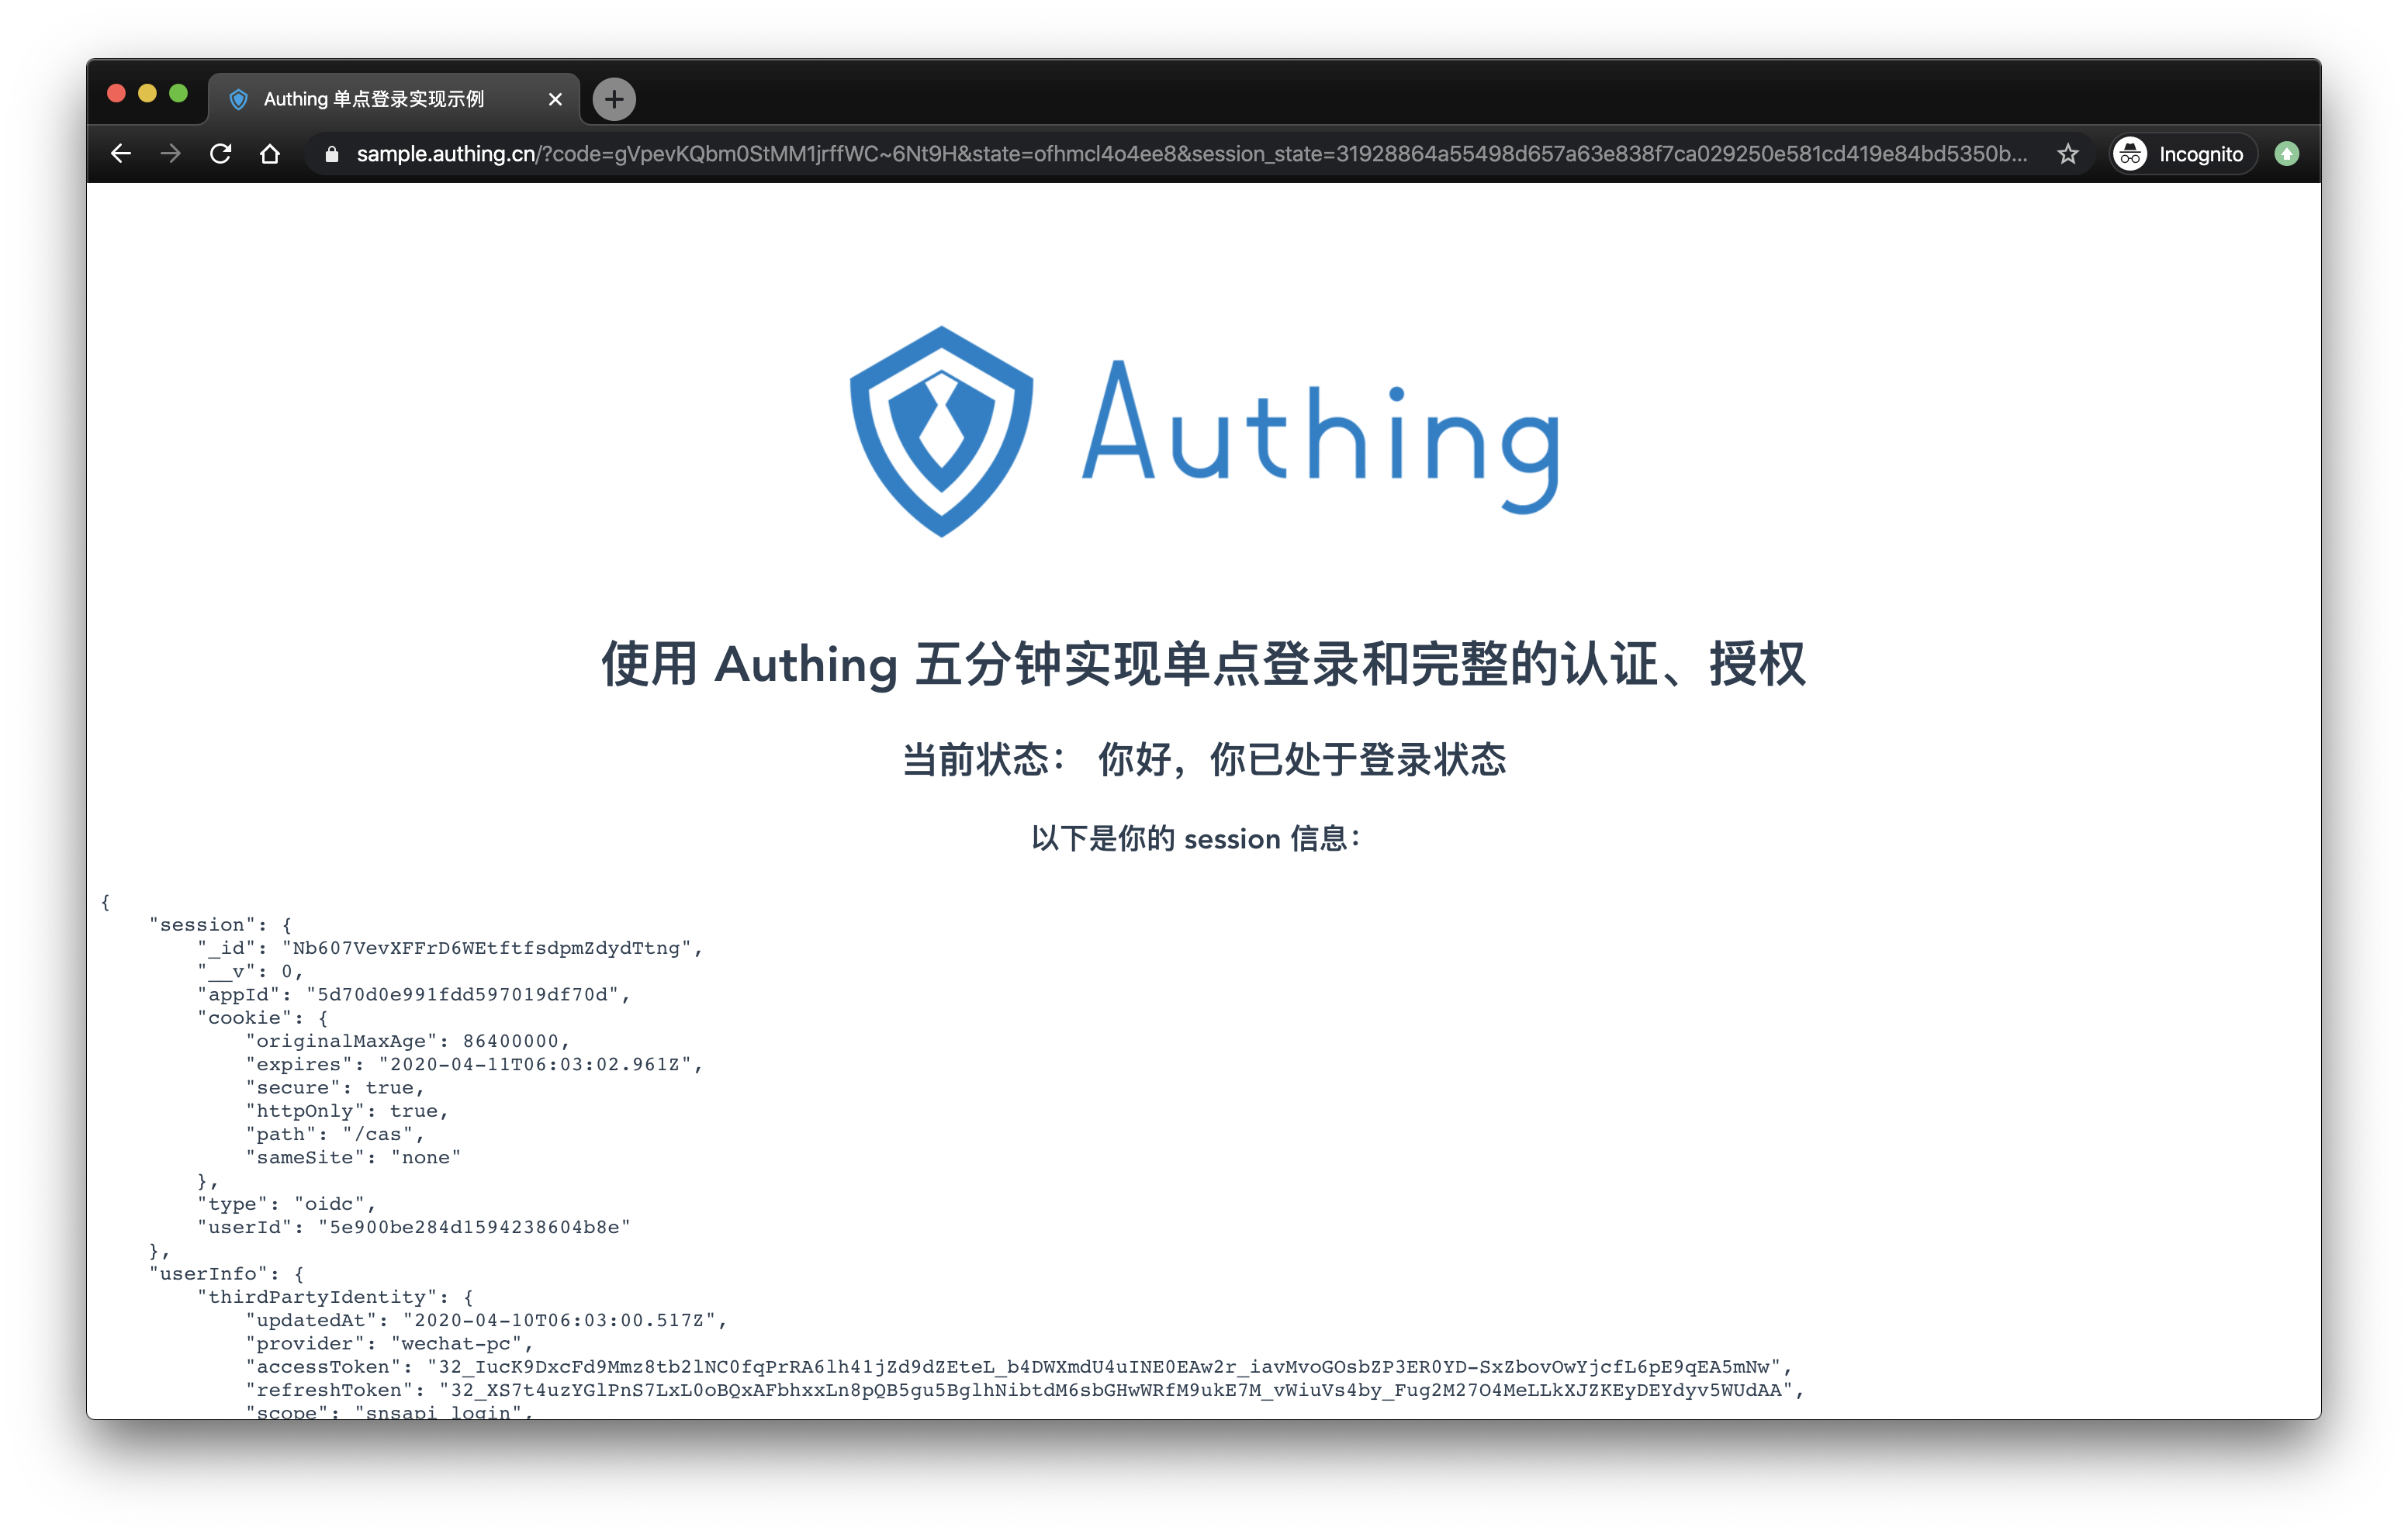 Authing 单点登录实现示例
sample.authing.cn/?code=gVpevKQbm0StMM1jrffWC~6Nt9H&state=ofhmcl4o4ee8&session_state=31928864a55498d657a63e838f7ca029250e581cd419e84bd5350b...
Incognito
Authing
使用 Authing 五分钟实现单点登录和完整的认证、授权
当前状态： 你好，你已处于登录状态
以下是你的 session 信息：
{
    "session": {
        "_id": "Nb607VevXFFrD6WEtftfsdpmZdydTtng",
        "__v": 0,
        "appId": "5d70d0e991fdd597019df70d",
        "cookie": {
            "originalMaxAge": 86400000,
            "expires": "2020-04-11T06:03:02.961Z",
            "secure": true,
            "httpOnly": true,
            "path": "/cas",
            "sameSite": "none"
        },
        "type": "oidc",
        "userId": "5e900be284d1594238604b8e"
    },
    "userInfo": {
        "thirdPartyIdentity": {
            "updatedAt": "2020-04-10T06:03:00.517Z",
            "provider": "wechat-pc",
            "accessToken": "32_IucK9DxcFd9Mmz8tb2lNC0fqPrRA6lh41jZd9dZEteL_b4DWXmdU4uINE0EAw2r_iavMvoGOsbZP3ER0YD-SxZbovOwYjcfL6pE9qEA5mNw",
            "refreshToken": "32_XS7t4uzYGlPnS7LxL0oBQxAFbhxxLn8pQB5gu5BglhNibtdM6sbGHwWRfM9ukE7M_vWiuVs4by_Fug2M27O4MeLLkXJZKEyDEYdyv5WUdAA",
            "scope": "snsapi_login",